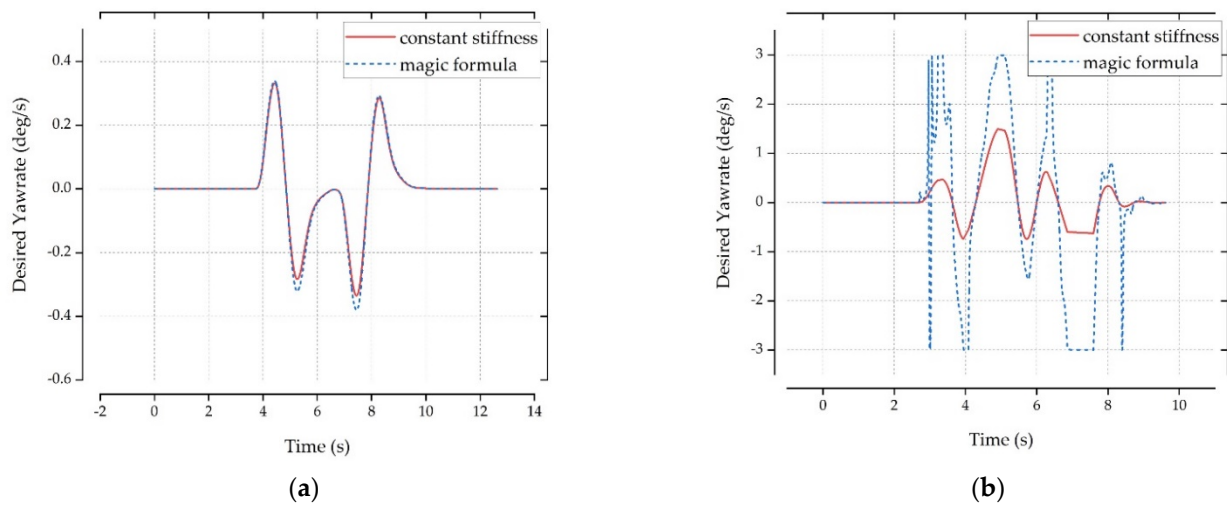 constant stiffness
magic formula
Desired Yawrate (deg/s)
0.4
0.2
0.0
-0.2
-0.4
-0.6
-2 0 2 4 6 8 10 12 14
Time (s)
(a)
constant stiffness
magic formula
Desired Yawrate (deg/s)
3
2
1
0
-1
-2
-3
0 2 4 6 8 10
Time (s)
(b)